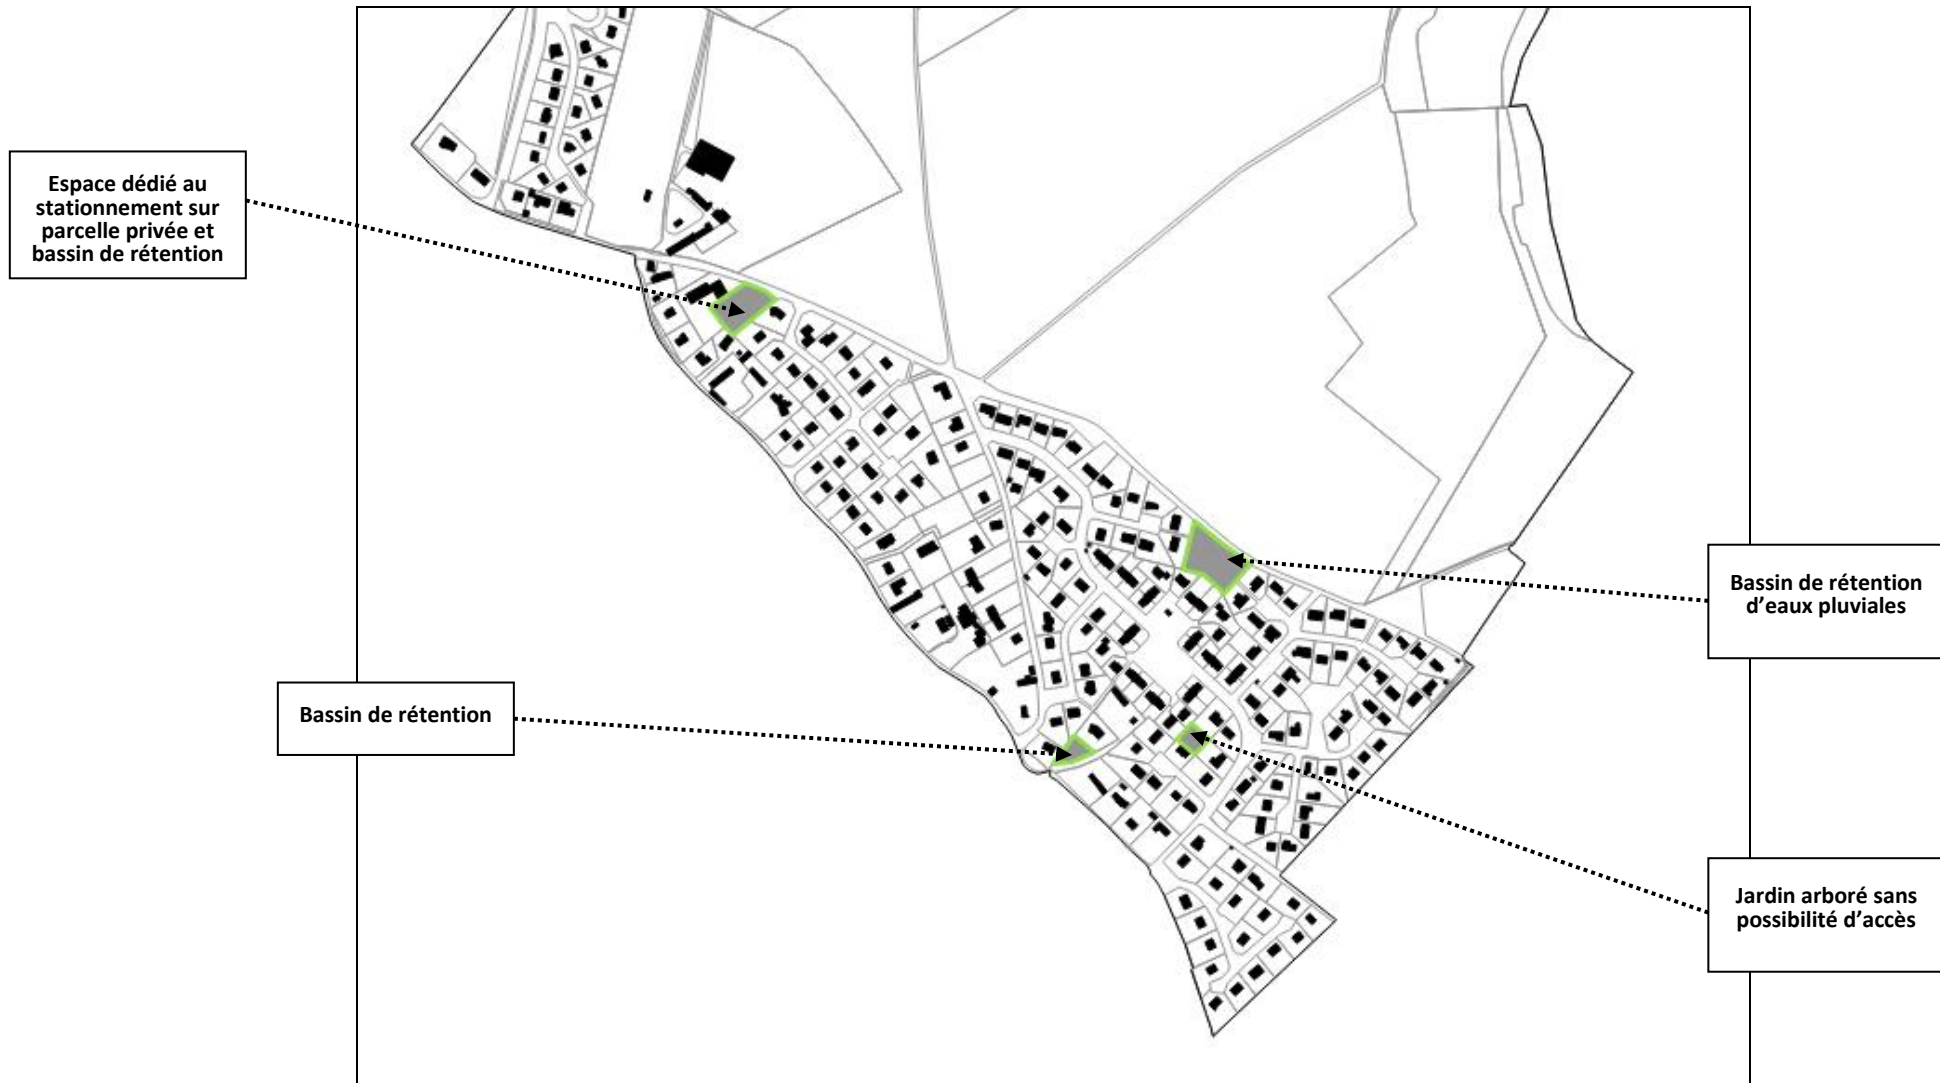 Espace dédié au
stationnement sur
parcelle privée et
bassin de rétention
Bassin de rétention
d’eaux pluviales
Bassin de rétention
Jardin arboré sans
possibilité d’accès